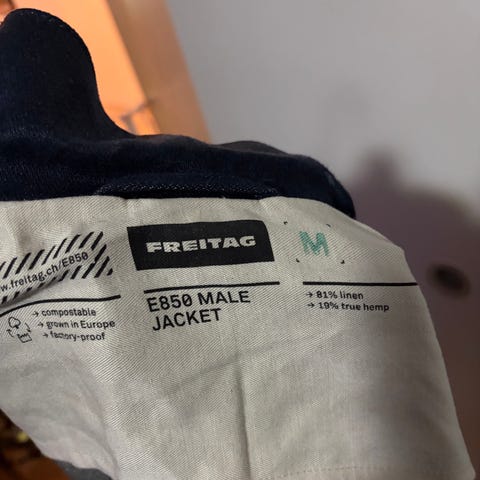 w.freitag.ch/E850
→ compostable
→ grown in Europe
→ factory-proof
FREITAG
E850 MALE
JACKET
M
→ 81% linen
→ 19% true hemp